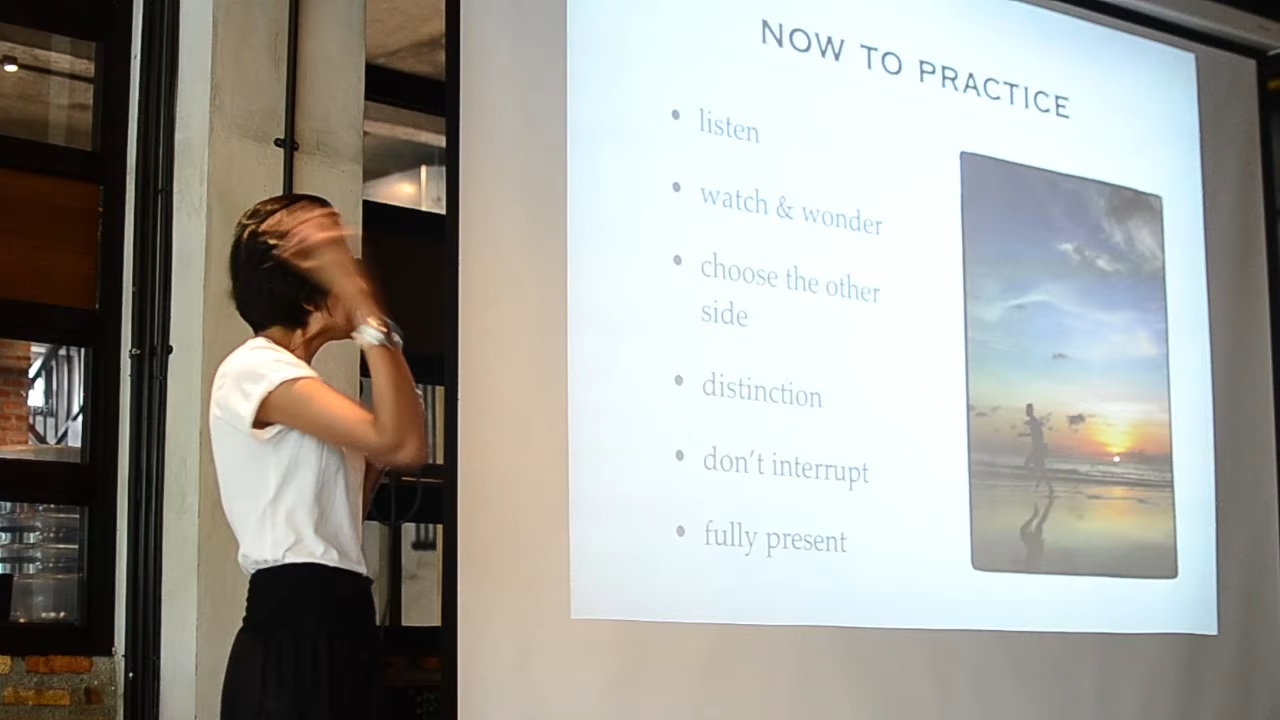 NOW TO PRACTICE
• listen
• watch & wonder
• choose the other
side
• distinction
• don't interrupt
• fully present